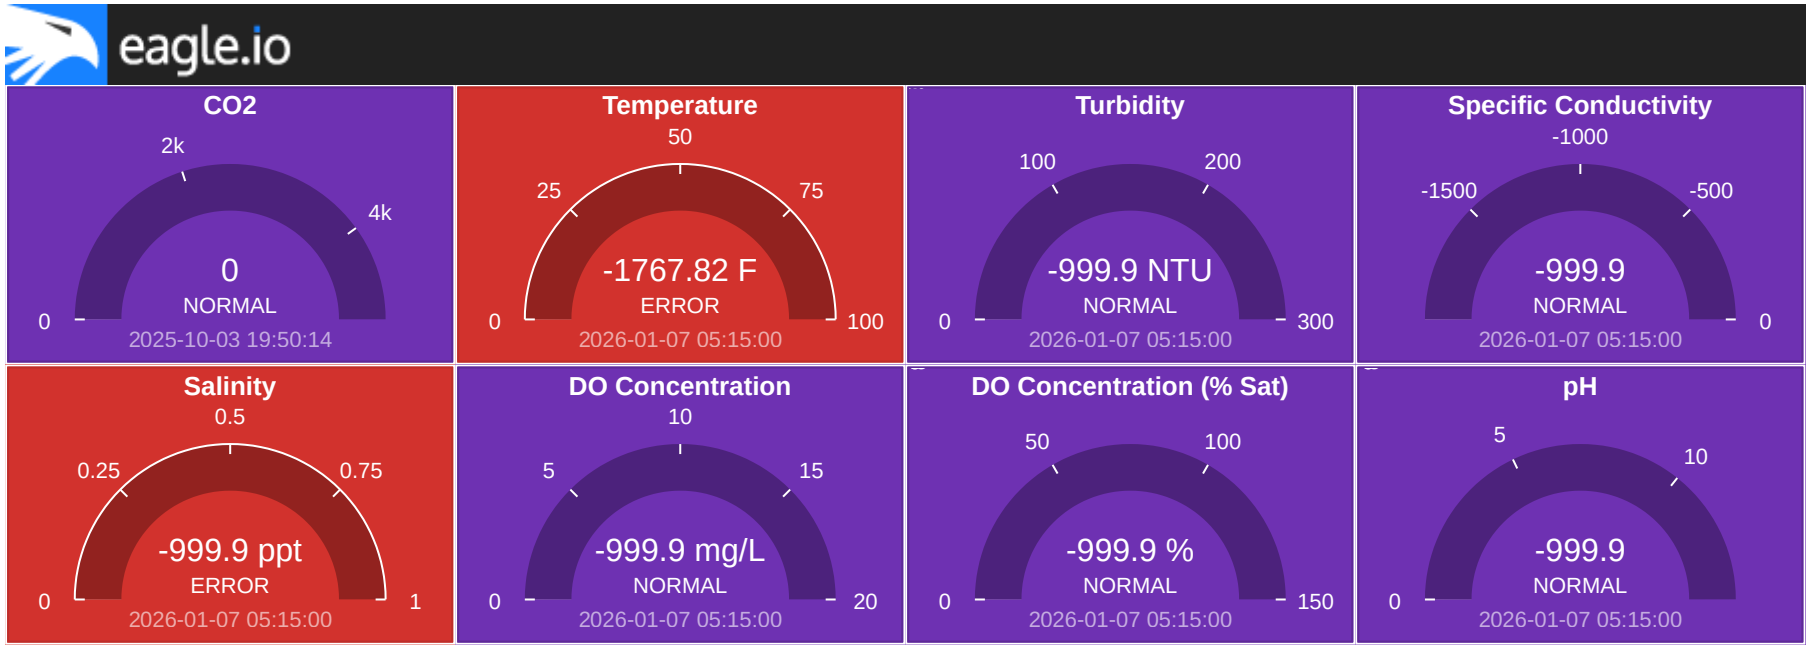 eagle.io
CO2
2k
4k
0
0
NORMAL
2025-10-03 19:50:14
Temperature
50
25
75
-1767.82 F
ERROR
0
100
2026-01-07 05:15:00
Turbidity
100
200
-999.9 NTU
NORMAL
0
300
2026-01-07 05:15:00
Specific Conductivity
-1000
-1500
-500
-999.9
NORMAL
0
2026-01-07 05:15:00
Salinity
0.5
0.25
0.75
-999.9 ppt
ERROR
0
1
2026-01-07 05:15:00
DO Concentration
10
5
15
-999.9 mg/L
NORMAL
0
20
2026-01-07 05:15:00
DO Concentration (% Sat)
50
100
-999.9 %
NORMAL
0
150
2026-01-07 05:15:00
pH
5
10
-999.9
NORMAL
0
2026-01-07 05:15:00